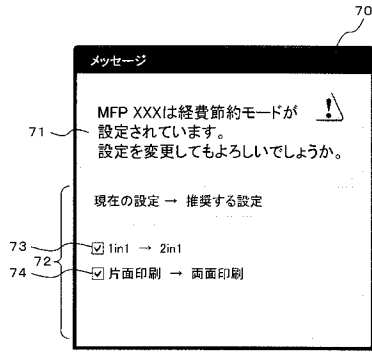 70
メッセージ
MFP XXXは経費節約モードが
設定されています。
設定を変更してもよろしいでしょうか。
71
現在の設定 → 推奨する設定
72
73
1in1 → 2in1
74
片面印刷 → 両面印刷